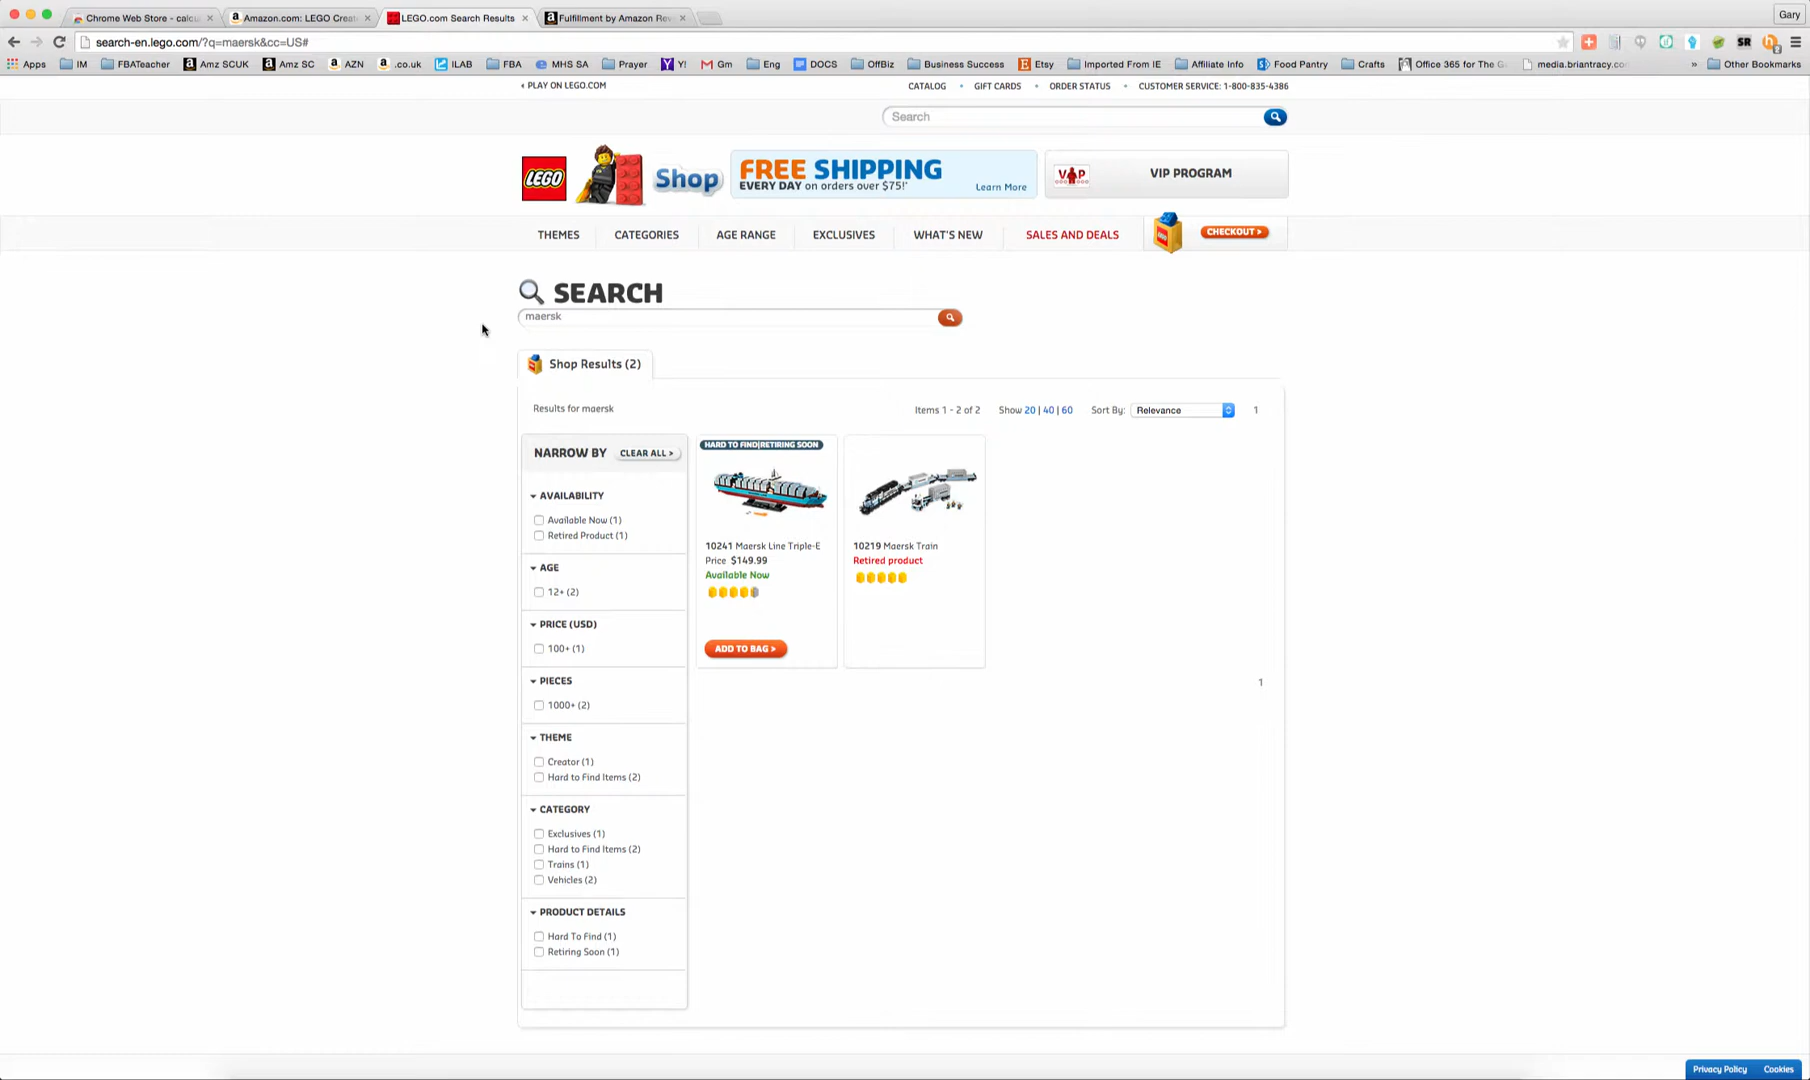 Chrome Web Store - calcu
Amazon.com: LEGO Creat
LEGO.com Search Results
Fulfillment by Amazon Rev
Gary
search-en.lego.com/?q=maersk&cc=US#
Apps IM FBATeacher Amz SCUK Amz SC AZN .co.uk ILAB FBA MHS SA Prayer Y! Gm Eng DOCS OffBiz Business Success Etsy Imported From IE Affiliate Info Food Pantry Crafts Office 365 for The media.briantracy.co » Other Bookmarks
PLAY ON LEGO.COM
CATALOG • GIFT CARDS • ORDER STATUS • CUSTOMER SERVICE: 1-800-835-4386
Search
LEGO
Shop
FREE SHIPPING
EVERY DAY on orders over $75!*
Learn More
VIP
VIP PROGRAM
THEMES CATEGORIES AGE RANGE EXCLUSIVES WHAT'S NEW SALES AND DEALS CHECKOUT >
SEARCH
maersk
Shop Results (2)
Results for maersk
Items 1 - 2 of 2 Show 20 | 40 | 60 Sort By: Relevance 1
NARROW BY CLEAR ALL >
AVAILABILITY
Available Now (1)
Retired Product (1)
AGE
12+ (2)
PRICE (USD)
100+ (1)
PIECES
1000+ (2)
THEME
Creator (1)
Hard to Find Items (2)
CATEGORY
Exclusives (1)
Hard to Find Items (2)
Trains (1)
Vehicles (2)
PRODUCT DETAILS
Hard To Find (1)
Retiring Soon (1)
HARD TO FIND|RETIRING SOON
10241 Maersk Line Triple-E
Price $149.99
Available Now
ADD TO BAG >
10219 Maersk Train
Retired product
1
Privacy Policy Cookies